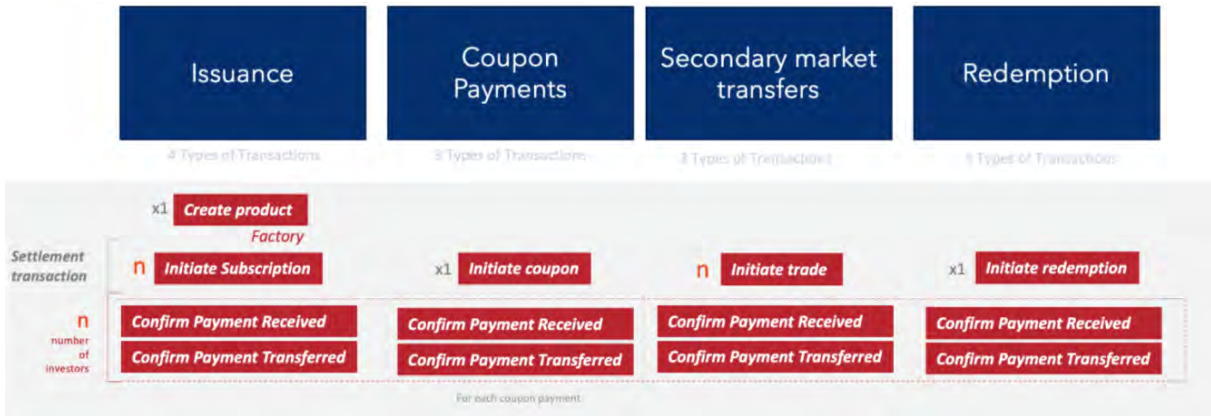 Issuance
Coupon
Payments
Secondary market
transfers
Redemption
4 Types of Transactions
3 Types of Transactions
3 Types of Transactions
Types of Transactions
x1 Create product
Factory
Settlement
transaction
n Initiate Subscription
x1 Initiate coupon
n Initiate trade
x1 Initiate redemption
n
number
of
investors
Confirm Payment Received
Confirm Payment Received
Confirm Payment Received
Confirm Payment Received
Confirm Payment Transferred
Confirm Payment Transferred
Confirm Payment Transferred
Confirm Payment Transferred
For each coupon payment